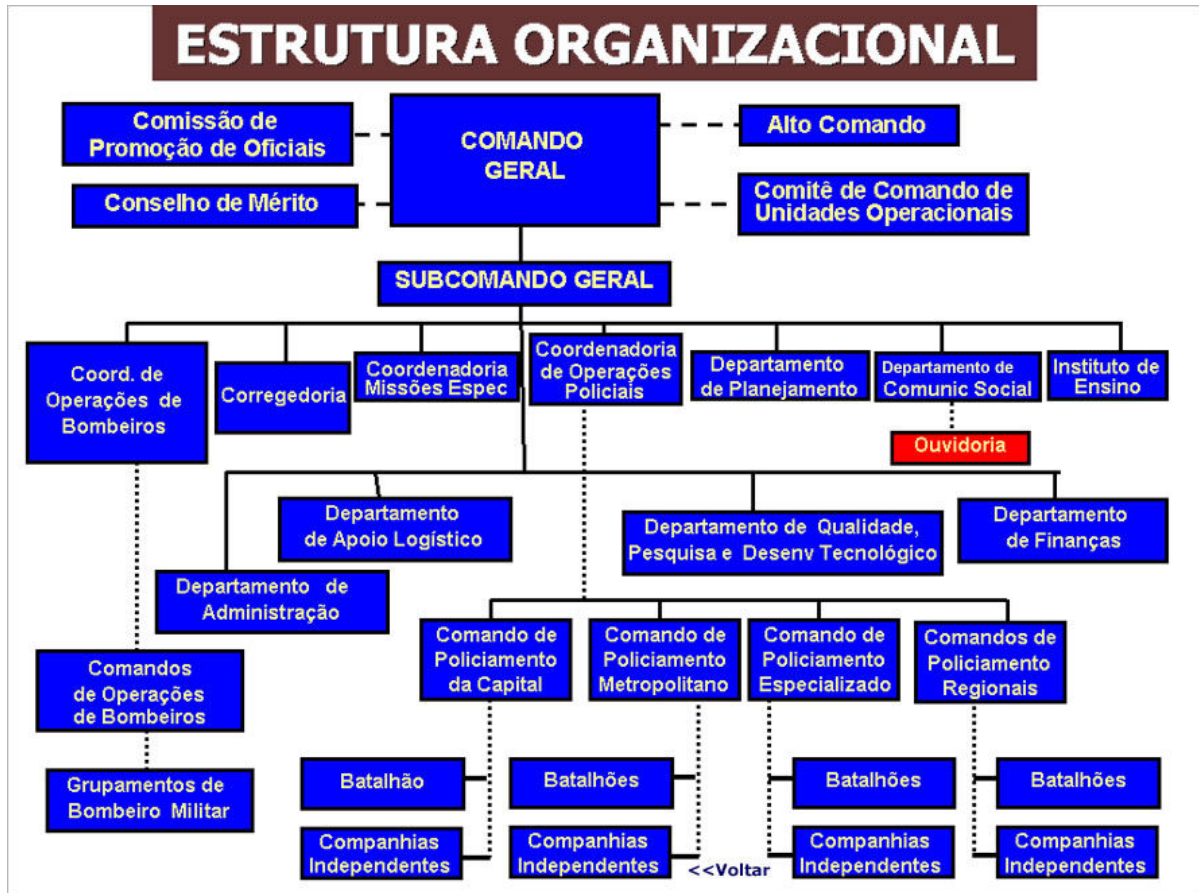 ESTRUTURA ORGANIZACIONAL
Comissão de
Promoção de Oficiais
COMANDO
GERAL
Alto Comando
Conselho de Mérito
Comitê de Comando de
Unidades Operacionais
SUBCOMANDO GERAL
Coord. de
Operações de
Bombeiros
Corregedoria
Coordenadoria
Missões Espec
Coordenadoria
de Operações
Policiais
Departamento
de Planejamento
Departamento de
Comunic Social
Instituto de
Ensino
Ouvidoria
Departamento
de Apoio Logístico
Departamento de Qualidade,
Pesquisa e Desenv Tecnológico
Departamento
de Finanças
Departamento de
Administração
Comandos
de Operações
de Bombeiros
Comando de
Policiamento
da Capital
Comando de
Policiamento
Metropolitano
Comando de
Policiamento
Especializado
Comandos de
Policiamento
Regionais
Grupamentos de
Bombeiro Militar
Batalhão
Batalhões
Batalhões
Batalhões
Companhias
Independentes
Companhias
Independentes
<<Voltar
Companhias
Independentes
Companhias
Independentes